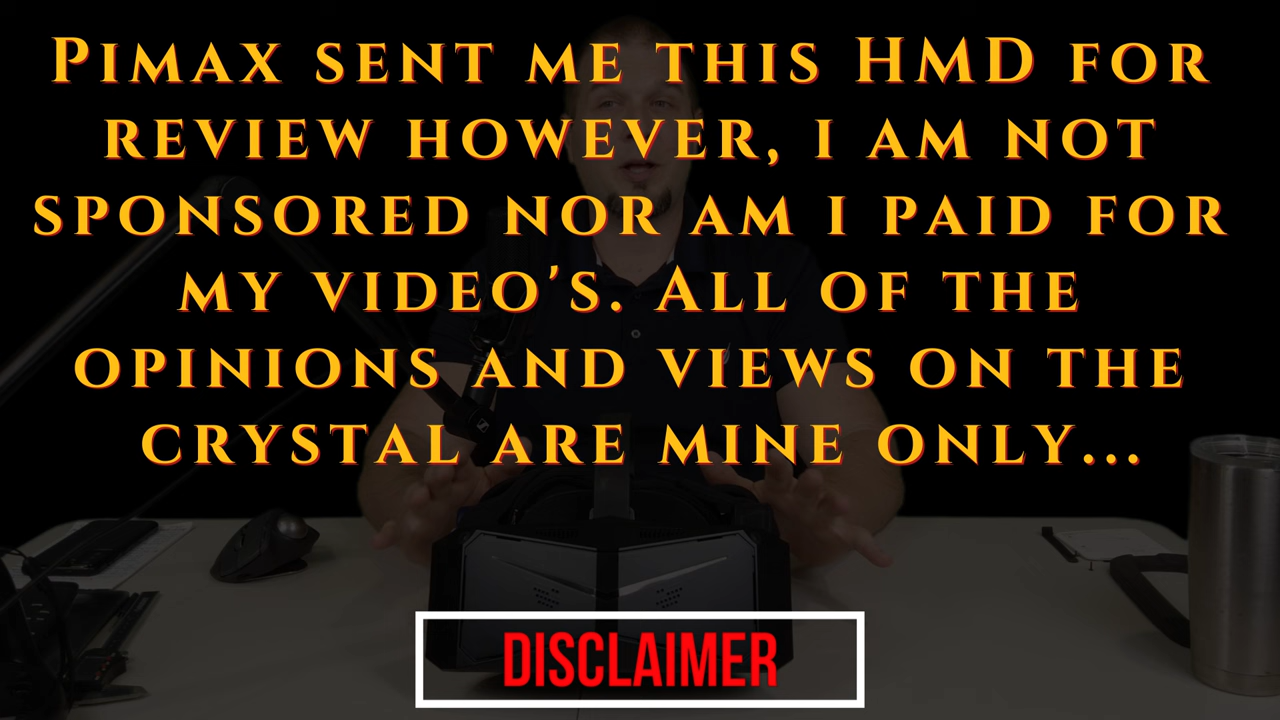 Pimax sent me this HMD for
review however, i am not
sponsored nor am i paid for
my video's. All of the
opinions and views on the
crystal are mine only...
DISCLAIMER